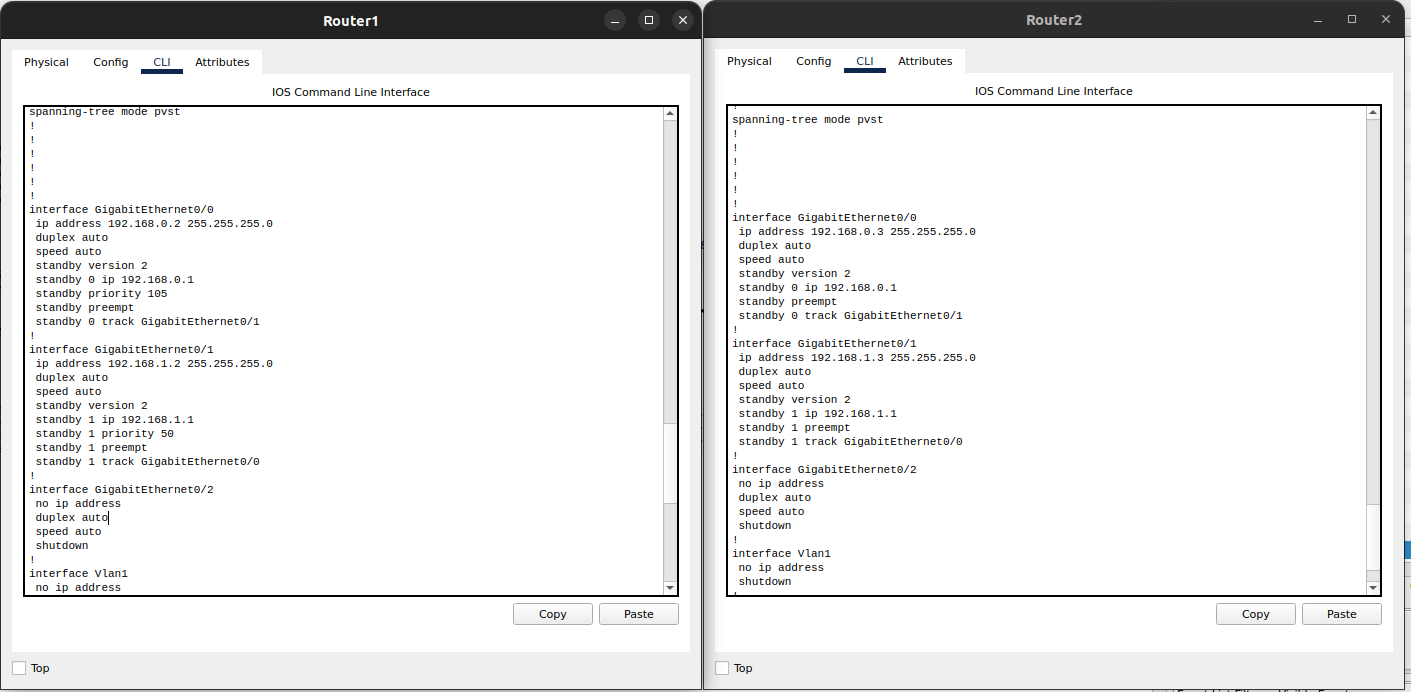 Router1
Physical Config CLI Attributes
IOS Command Line Interface
spanning-tree mode pvst
!
!
!
!
!
!
interface GigabitEthernet0/0
ip address 192.168.0.2 255.255.255.0
duplex auto
speed auto
standby version 2
standby 0 ip 192.168.0.1
standby priority 105
standby preempt
standby 0 track GigabitEthernet0/1
!
interface GigabitEthernet0/1
ip address 192.168.1.2 255.255.255.0
duplex auto
speed auto
standby version 2
standby 1 ip 192.168.1.1
standby 1 priority 50
standby 1 preempt
standby 1 track GigabitEthernet0/0
!
interface GigabitEthernet0/2
no ip address
duplex auto
speed auto
shutdown
!
interface Vlan1
no ip address
Copy Paste
Top
Router2
Physical Config CLI Attributes
IOS Command Line Interface
!
spanning-tree mode pvst
!
!
!
!
!
!
interface GigabitEthernet0/0
ip address 192.168.0.3 255.255.255.0
duplex auto
speed auto
standby version 2
standby 0 ip 192.168.0.1
standby preempt
standby 0 track GigabitEthernet0/1
!
interface GigabitEthernet0/1
ip address 192.168.1.3 255.255.255.0
duplex auto
speed auto
standby version 2
standby 1 ip 192.168.1.1
standby 1 preempt
standby 1 track GigabitEthernet0/0
!
interface GigabitEthernet0/2
no ip address
duplex auto
speed auto
shutdown
!
interface Vlan1
no ip address
shutdown
!
Copy Paste
Top